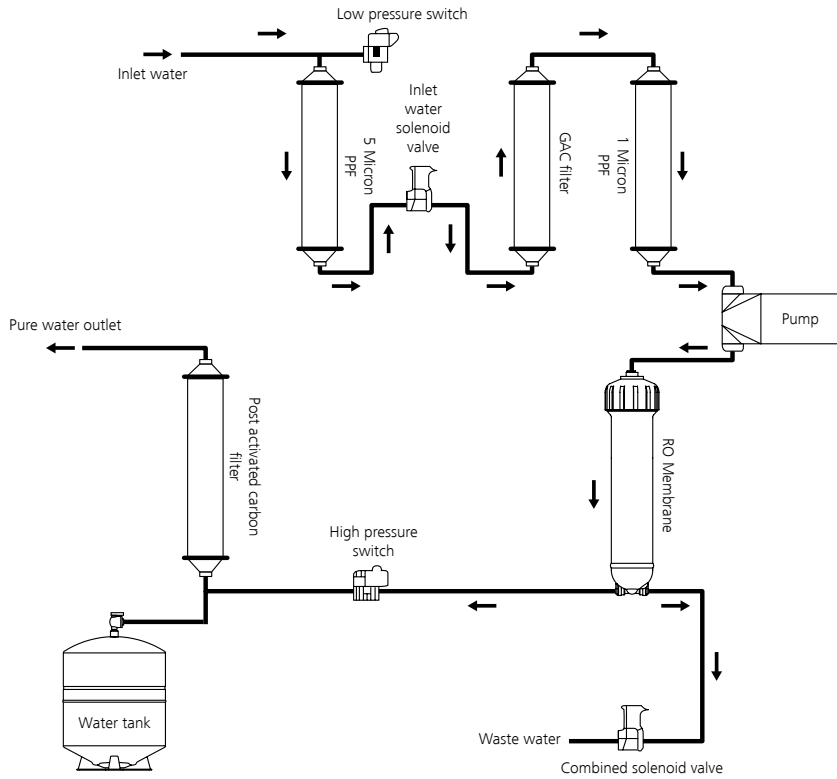 Low pressure switch
Inlet water
Inlet
water
solenoid
valve
5 Micron
PPF
GAC filter
1 Micron
PPF
Pump
Pure water outlet
Post activated carbon
filter
RO Membrane
High pressure
switch
Water tank
Waste water
Combined solenoid valve